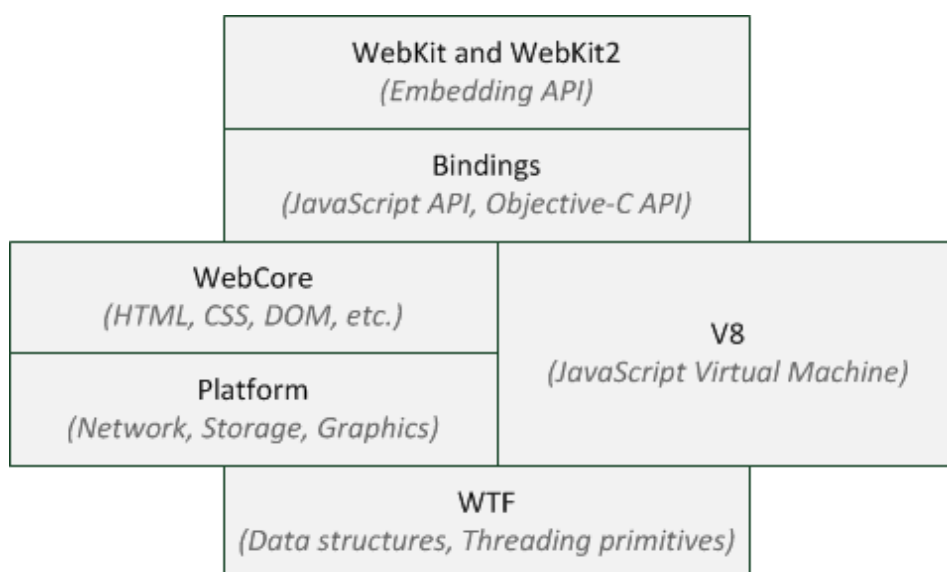 WebKit and WebKit2
(Embedding API)
Bindings
(JavaScript API, Objective-C API)
WebCore
(HTML, CSS, DOM, etc.)
Platform
(Network, Storage, Graphics)
V8
(JavaScript Virtual Machine)
WTF
(Data structures, Threading primitives)